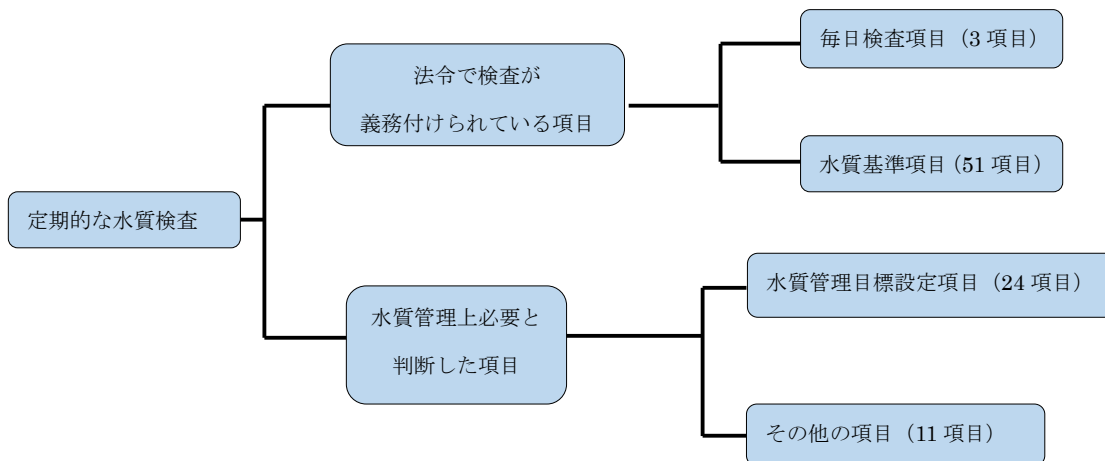 定期的な水質検査
法令で検査が
義務付けられている項目
毎日検査項目（3 項目）
水質基準項目（51 項目）
水質管理上必要と
判断した項目
水質管理目標設定項目（24 項目）
その他の項目（11 項目）